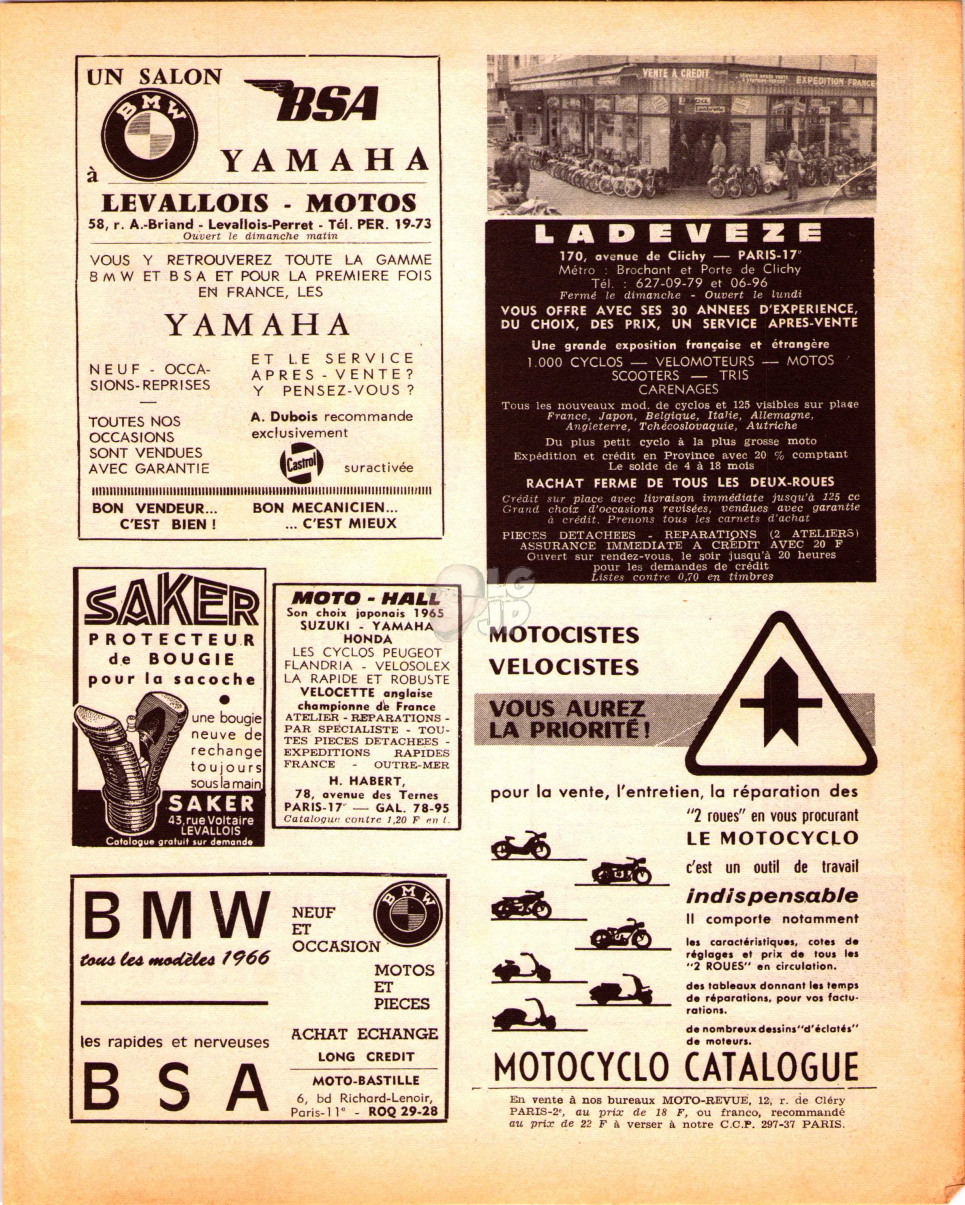 UN SALON
BMW
BSA
à
YAMAHA
LEVALLOIS - MOTOS
58, r. A.-Briand - Levallois-Perret - Tél. PER. 19-73
Ouvert le dimanche matin
VOUS Y RETROUVEREZ TOUTE LA GAMME
BMW ET BSA ET POUR LA PREMIERE FOIS
EN FRANCE, LES
YAMAHA
NEUF - OCCA-
SIONS-REPRISES
—
TOUTES NOS
OCCASIONS
SONT VENDUES
AVEC GARANTIE
ET LE SERVICE
APRES - VENTE?
Y PENSEZ-VOUS ?
A. Dubois recommande
exclusivement
Castrol
suractivée
BON VENDEUR...
C'EST BIEN !
BON MECANICIEN...
... C'EST MIEUX
VENTE A CREDIT
EXPEDITION FRANCE
LADEVEZE
170, avenue de Clichy — PARIS-17e
Métro : Brochant et Porte de Clichy
Tél. : 627-09-79 et 06-96
Fermé le dimanche - Ouvert le lundi
VOUS OFFRE AVEC SES 30 ANNEES D'EXPERIENCE,
DU CHOIX, DES PRIX, UN SERVICE APRES-VENTE
Une grande exposition française et étrangère
1.000 CYCLOS — VELOMOTEURS — MOTOS
SCOOTERS — TRIS
CARENAGES
Tous les nouveaux mod. de cyclos et 125 visibles sur place
France, Japon, Belgique, Italie, Allemagne,
Angleterre, Tchécoslovaquie, Autriche
Du plus petit cyclo à la plus grosse moto
Expédition et crédit en Province avec 20 % comptant
Le solde de 4 à 18 mois
RACHAT FERME DE TOUS LES DEUX-ROUES
Crédit sur place avec livraison immédiate jusqu'à 125 cc
Grand choix d'occasions revisées, vendues avec garantie
à crédit. Prenons tous les carnets d'achat
PIECES DETACHEES - REPARATIONS (2 ATELIERS)
ASSURANCE IMMEDIATE A CREDIT AVEC 20 F
Ouvert sur rendez-vous, le soir jusqu'à 20 heures
pour les demandes de crédit
Listes contre 0,70 en timbres
SAKER
PROTECTEUR
de BOUGIE
pour la sacoche
une bougie
neuve de
rechange
toujours
sous la main
SAKER
43, rue Voltaire
LEVALLOIS
Catalogue gratuit sur demande
MOTO - HALL
Son choix japonais 1965
SUZUKI - YAMAHA
HONDA
LES CYCLOS PEUGEOT
FLANDRIA - VELOSOLEX
LA RAPIDE ET ROBUSTE
VELOCETTE anglaise
championne de France
ATELIER - REPARATIONS -
PAR SPECIALISTE - TOU-
TES PIECES DETACHEES -
EXPEDITIONS RAPIDES
FRANCE - OUTRE-MER
H. HABERT,
78, avenue des Ternes
PARIS-17e — GAL. 78-95
Catalogue contre 1,20 F en t.
LG
JP
BMW
tous les modèles 1966
les rapides et nerveuses
BSA
NEUF
ET
OCCASION
BMW
MOTOS
ET
PIECES
ACHAT ECHANGE
LONG CREDIT
MOTO-BASTILLE
6, bd Richard-Lenoir,
Paris-11e - ROQ 29-28
MOTOCISTES
VELOCISTES
VOUS AUREZ
LA PRIORITÉ!
pour la vente, l'entretien, la réparation des
"2 roues" en vous procurant
LE MOTOCYCLO
c'est un outil de travail
indispensable
Il comporte notamment
les caractéristiques, cotes de
réglages et prix de tous les
"2 ROUES" en circulation.
des tableaux donnant les temps
de réparations, pour vos factu-
rations.
de nombreux dessins "d'éclatés"
de moteurs.
MOTOCYCLO CATALOGUE
En vente à nos bureaux MOTO-REVUE, 12, r. de Cléry
PARIS-2e, au prix de 18 F, ou franco, recommandé
au prix de 22 F à verser à notre C.C.P. 297-37 PARIS.